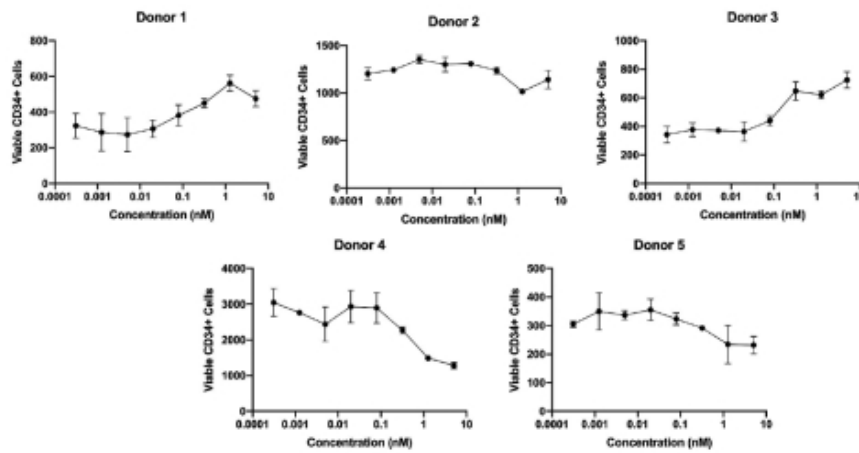 Donor 1
Viable CD34+ Cells
800
600
400
200
0
0.0001 0.001 0.01 0.1 1 10
Concentration (nM)
Donor 2
Viable CD34+ Cells
1500
1000
500
0
0.0001 0.001 0.01 0.1 1 10
Concentration (nM)
Donor 3
Viable CD34+ Cells
1000
800
600
400
200
0
0.0001 0.001 0.01 0.1 1
Concentration (nM)
Donor 4
Viable CD34+ Cells
4000
3000
2000
1000
0
0.0001 0.001 0.01 0.1 1 10
Concentration (nM)
Donor 5
Viable CD34+ Cells
500
400
300
200
100
0
0.0001 0.001 0.01 0.1 1 10
Concentration (nM)